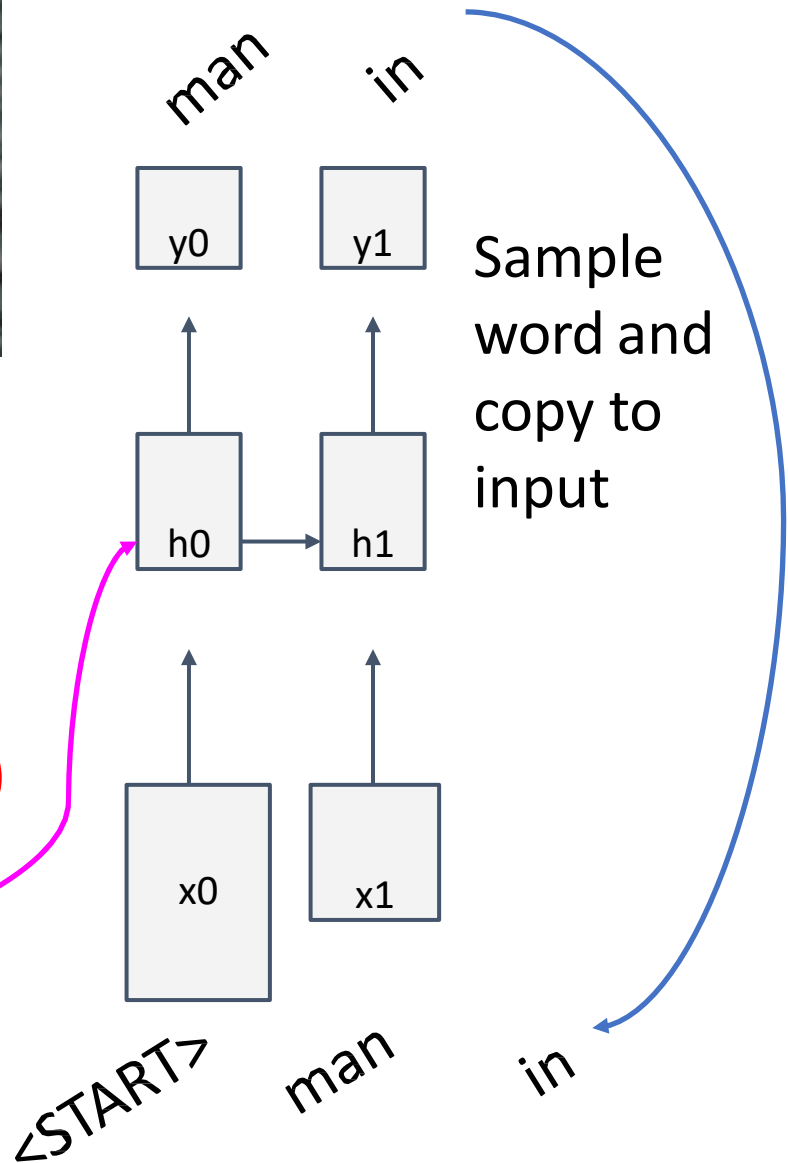 man
in
y0
y1
Sample
word and
copy to
input
h0
h1
x0
x1
<START>
man
in